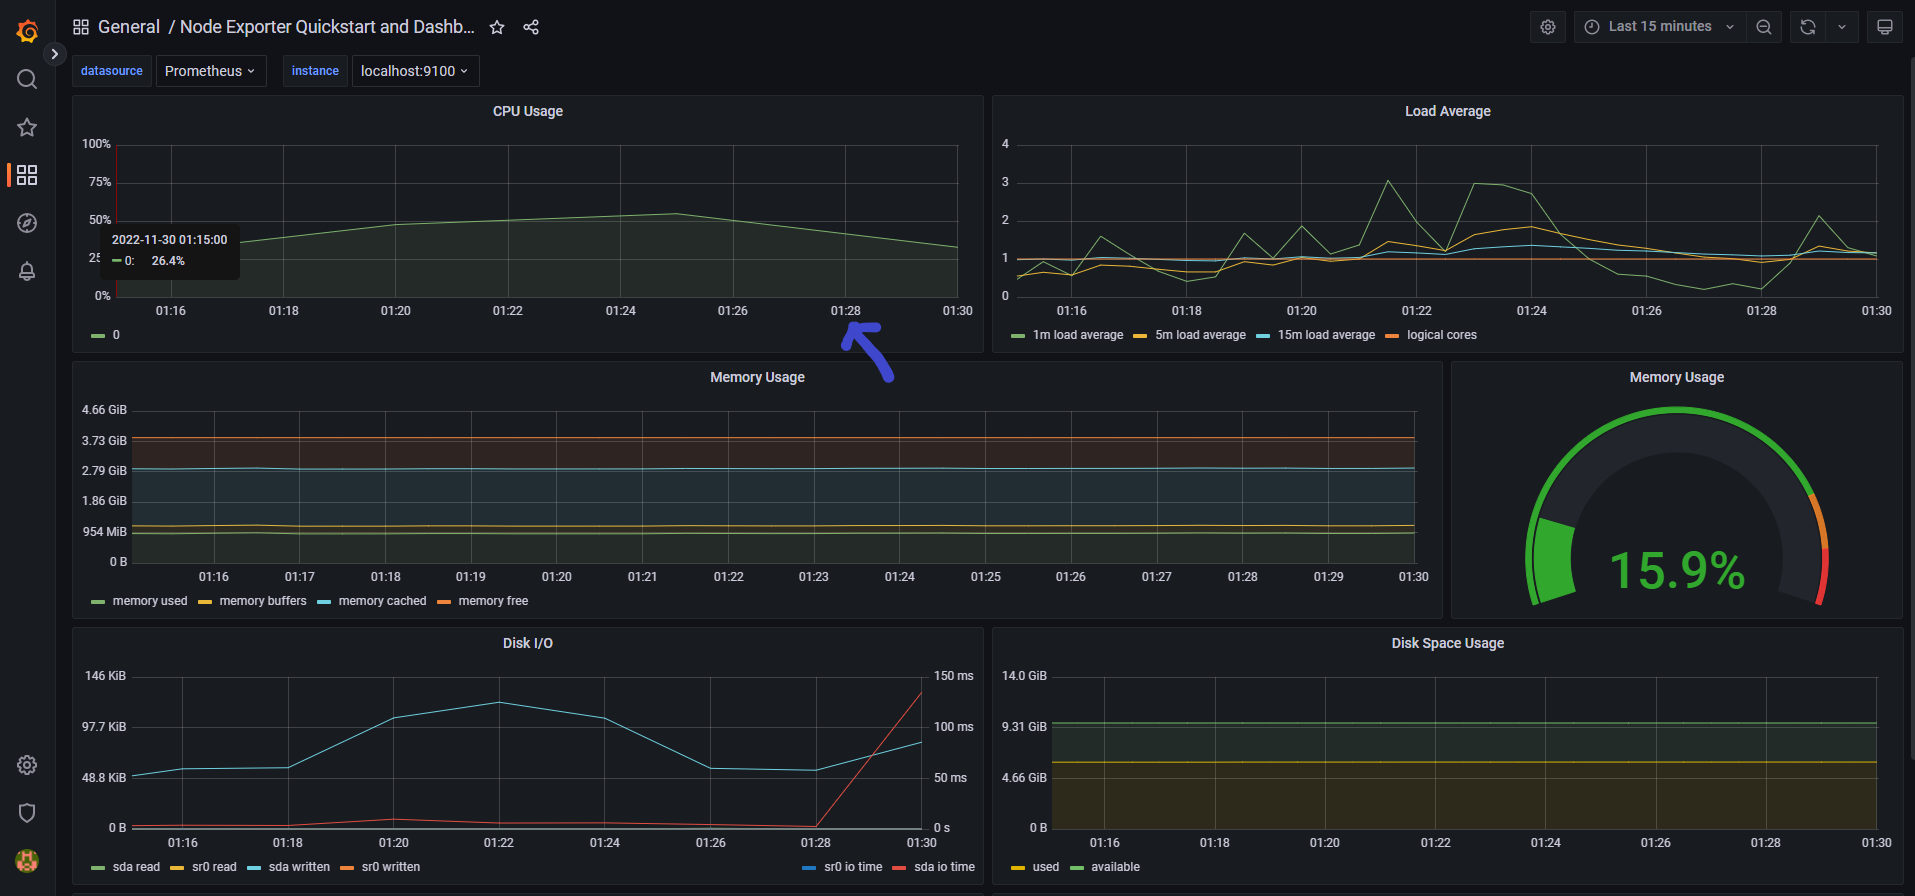 General / Node Exporter Quickstart and Dashb...
Last 15 minutes
datasource Prometheus instance localhost:9100
CPU Usage
100%
75%
50%
25
0%
2022-11-30 01:15:00
0: 26.4%
01:16 01:18 01:20 01:22 01:24 01:26 01:28 01:30
0
Load Average
4
3
2
1
0
01:16 01:18 01:20 01:22 01:24 01:26 01:28 01:30
1m load average 5m load average 15m load average logical cores
Memory Usage
4.66 GiB
3.73 GiB
2.79 GiB
1.86 GiB
954 MiB
0 B
01:16 01:17 01:18 01:19 01:20 01:21 01:22 01:23 01:24 01:25 01:26 01:27 01:28 01:29 01:30
memory used memory buffers memory cached memory free
Memory Usage
15.9%
Disk I/O
146 KiB
97.7 KiB
48.8 KiB
0 B
150 ms
100 ms
50 ms
0 s
01:16 01:18 01:20 01:22 01:24 01:26 01:28 01:30
sda read sr0 read sda written sr0 written sr0 io time sda io time
Disk Space Usage
14.0 GiB
9.31 GiB
4.66 GiB
0 B
01:16 01:18 01:20 01:22 01:24 01:26 01:28 01:30
used available